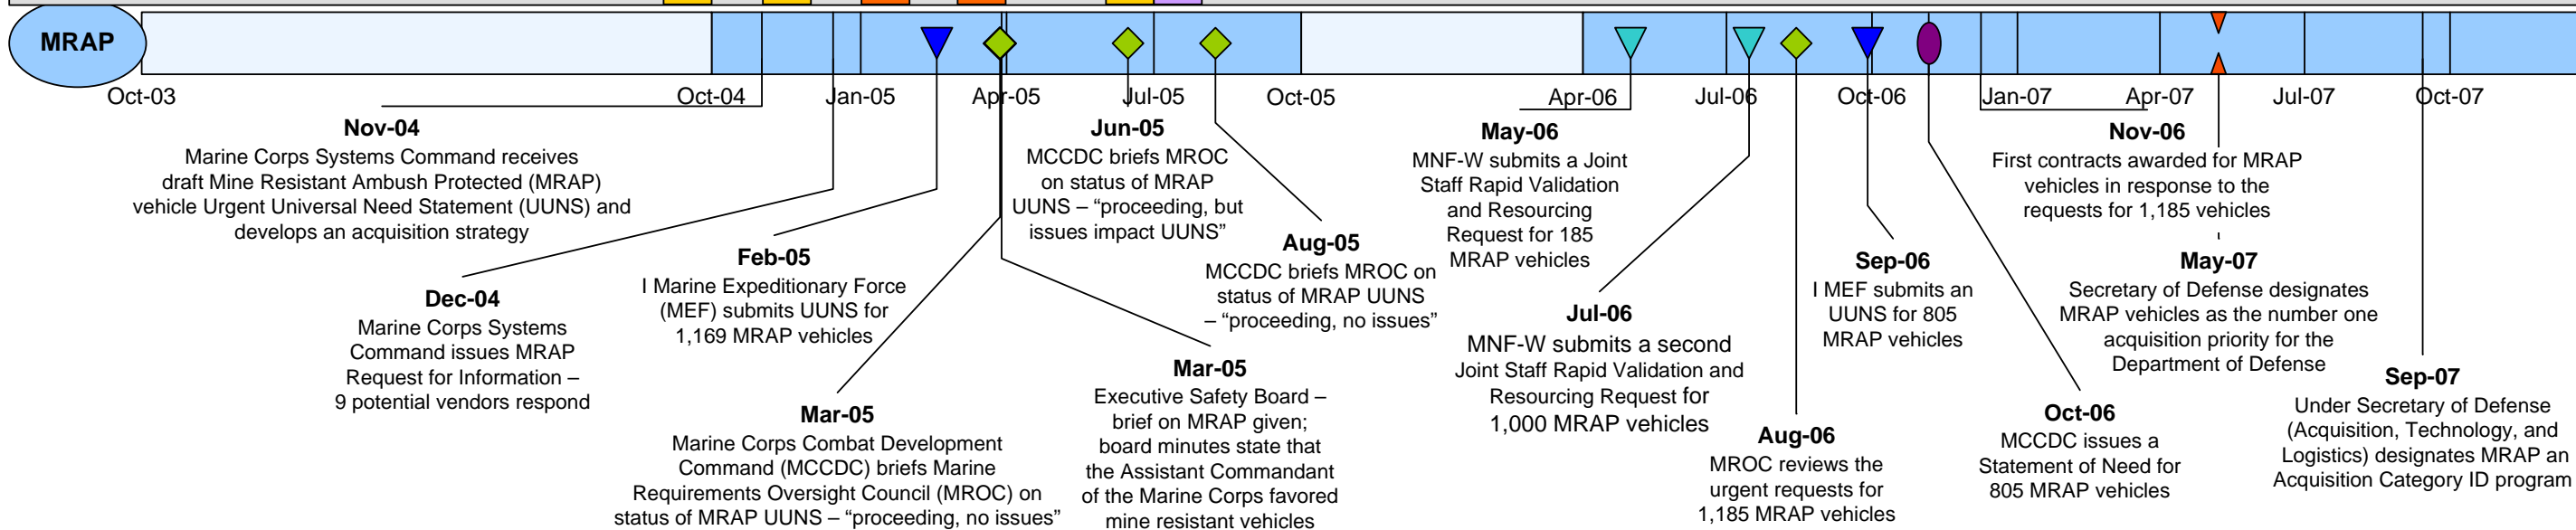 MRAP
Oct-03
Oct-04
Jan-05
Apr-05
Jul-05
Oct-05
Apr-06
Jul-06
Oct-06
Jan-07
Apr-07
Jul-07
Oct-07
Nov-04
Marine Corps Systems Command receives
draft Mine Resistant Ambush Protected (MRAP)
vehicle Urgent Universal Need Statement (UUNS) and
develops an acquisition strategy
Dec-04
Marine Corps Systems
Command issues MRAP
Request for Information –
9 potential vendors respond
Feb-05
I Marine Expeditionary Force
(MEF) submits UUNS for
1,169 MRAP vehicles
Mar-05
Marine Corps Combat Development
Command (MCCDC) briefs Marine
Requirements Oversight Council (MROC) on
status of MRAP UUNS – “proceeding, no issues”
Mar-05
Executive Safety Board –
brief on MRAP given;
board minutes state that
the Assistant Commandant
of the Marine Corps favored
mine resistant vehicles
Jun-05
MCCDC briefs MROC
on status of MRAP
UUNS – “proceeding, but
issues impact UUNS”
Aug-05
MCCDC briefs MROC on
status of MRAP UUNS
– “proceeding, no issues”
May-06
MNF-W submits a Joint
Staff Rapid Validation
and Resourcing
Request for 185
MRAP vehicles
Jul-06
MNF-W submits a second
Joint Staff Rapid Validation and
Resourcing Request for
1,000 MRAP vehicles
Aug-06
MROC reviews the
urgent requests for
1,185 MRAP vehicles
Sep-06
I MEF submits an
UUNS for 805
MRAP vehicles
Oct-06
MCCDC issues a
Statement of Need for
805 MRAP vehicles
Nov-06
First contracts awarded for MRAP
vehicles in response to the
requests for 1,185 vehicles
May-07
Secretary of Defense designates
MRAP vehicles as the number one
acquisition priority for the
Department of Defense
Sep-07
Under Secretary of Defense
(Acquisition, Technology, and
Logistics) designates MRAP an
Acquisition Category ID program